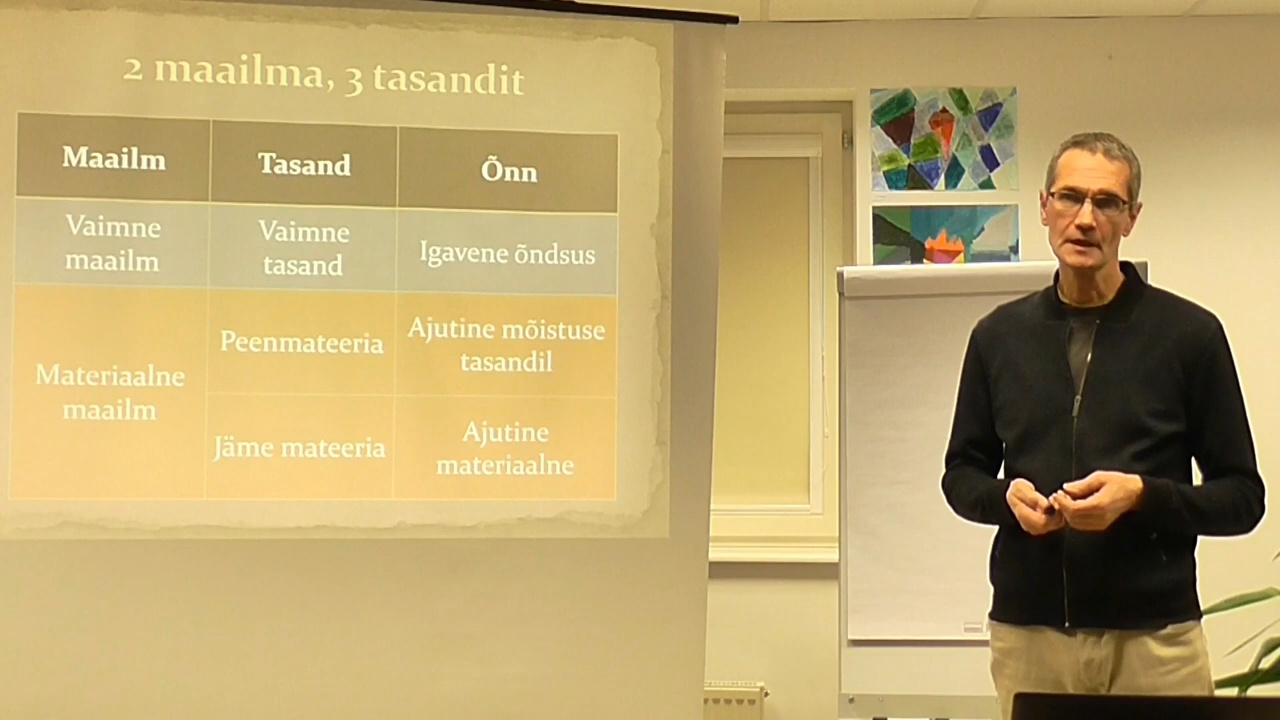 2 maailma, 3 tasandit
Maailm Tasand Õnn
Vaimne maailm Vaimne tasand Igavene õndsus
Materiaalne maailm Peenmateeria Ajutine mõistuse tasandil
Jäme mateeria Ajutine materiaalne